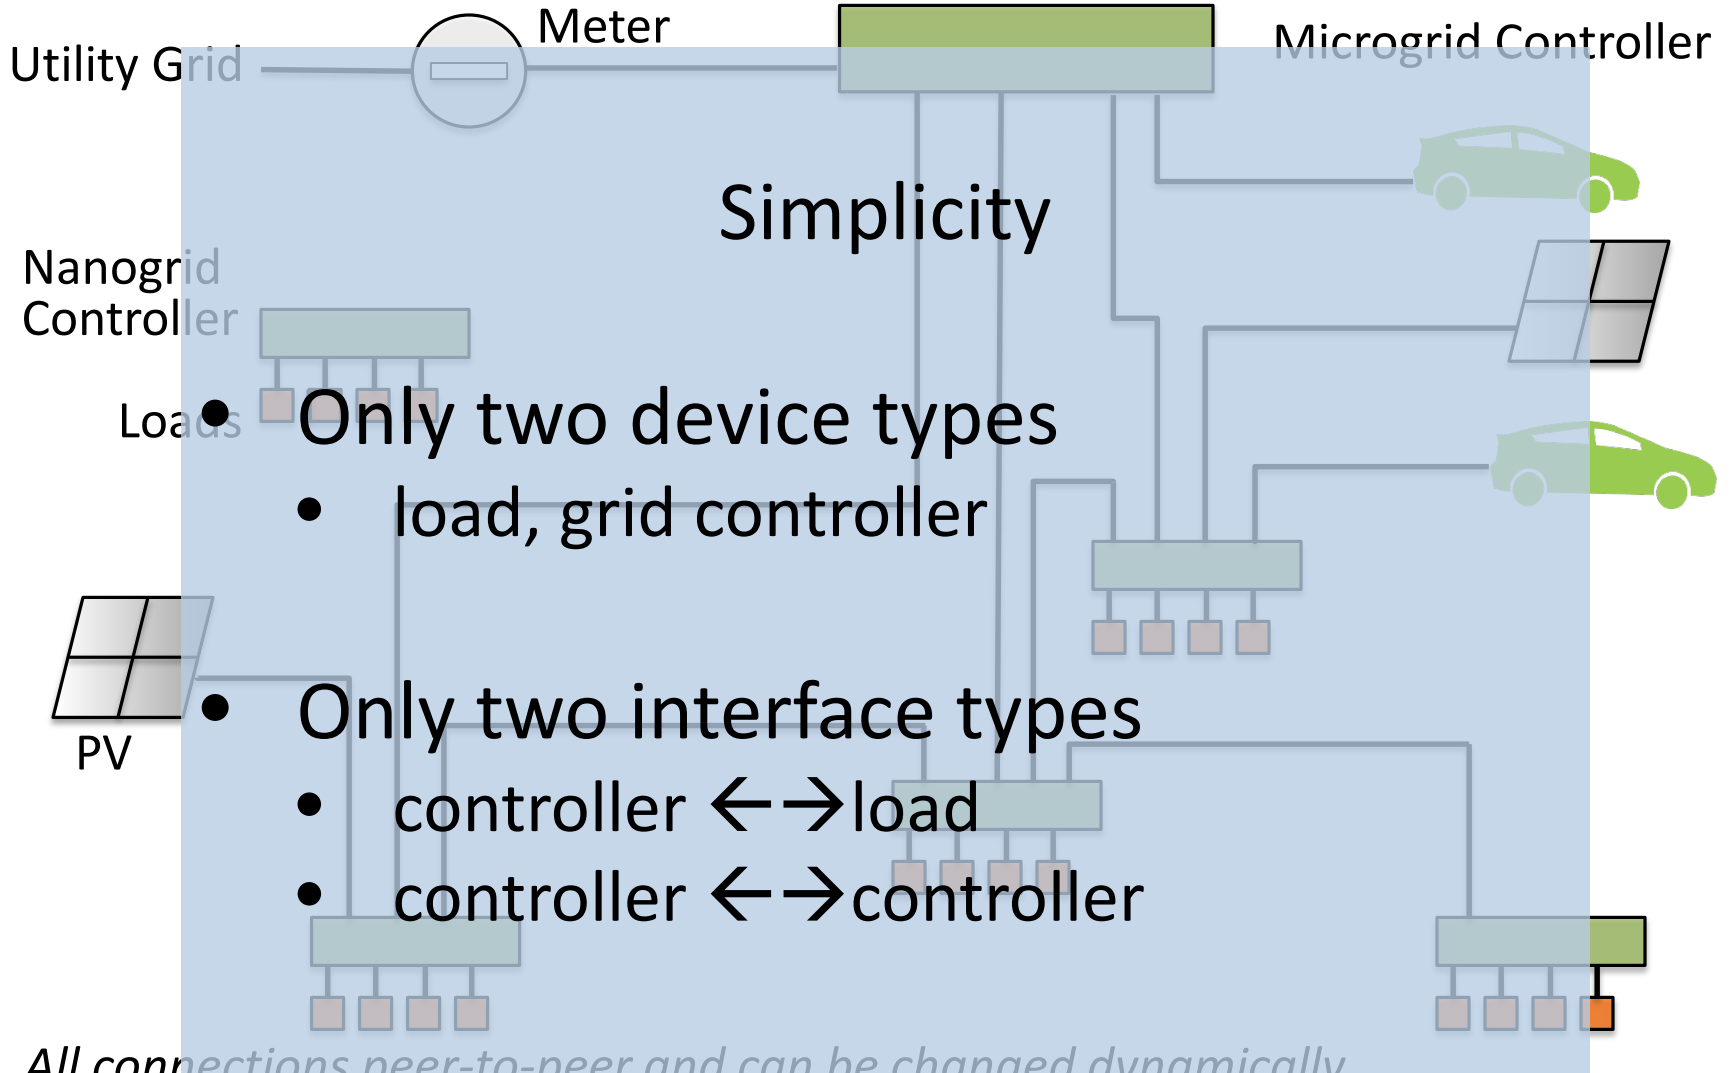 Meter
Microgrid Controller
Utility Grid
Simplicity
Nanogrid
Controller
Loads
• Only two device types
• load, grid controller
• Only two interface types
PV
• controller ←→load
• controller ←→controller
All connections peer-to-peer and can be changed dynamically